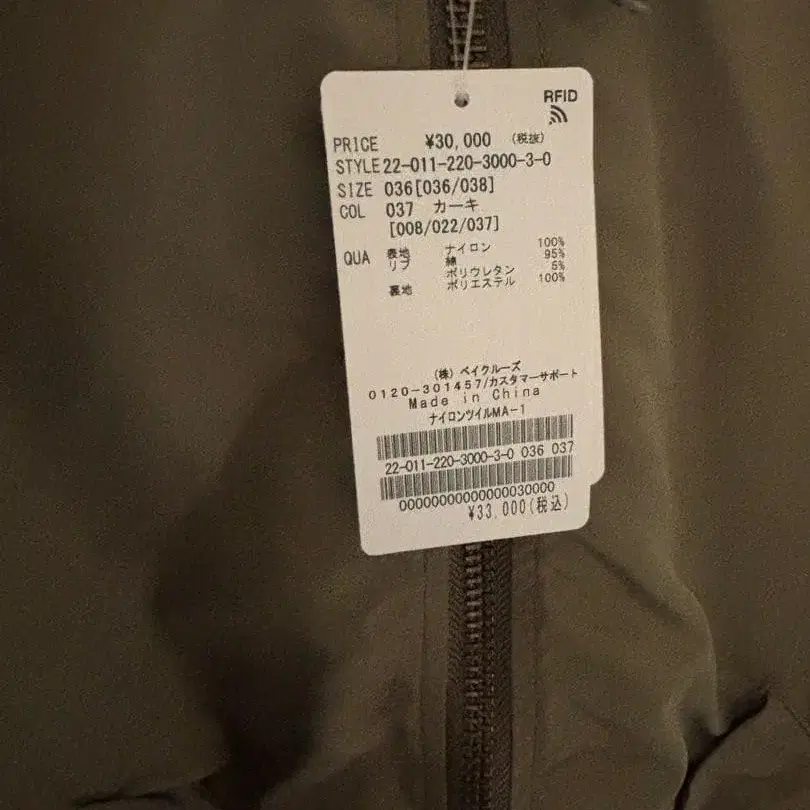 RFID
PRICE ¥30,000 (税抜)
STYLE 22-011-220-3000-3-0
SIZE 036[036/038]
COL 037 カーキ
[008/022/037]
QUA 表地 ナイロン 100%
リブ 綿 95%
ポリウレタン 5%
裏地 ポリエステル 100%
(株) ベイクルーズ
0120-301457/カスタマーサポート
Made in China
ナイロンツイルMA-1
22-011-220-3000-3-0 036 037
00000000000000030000
¥33,000(税込)